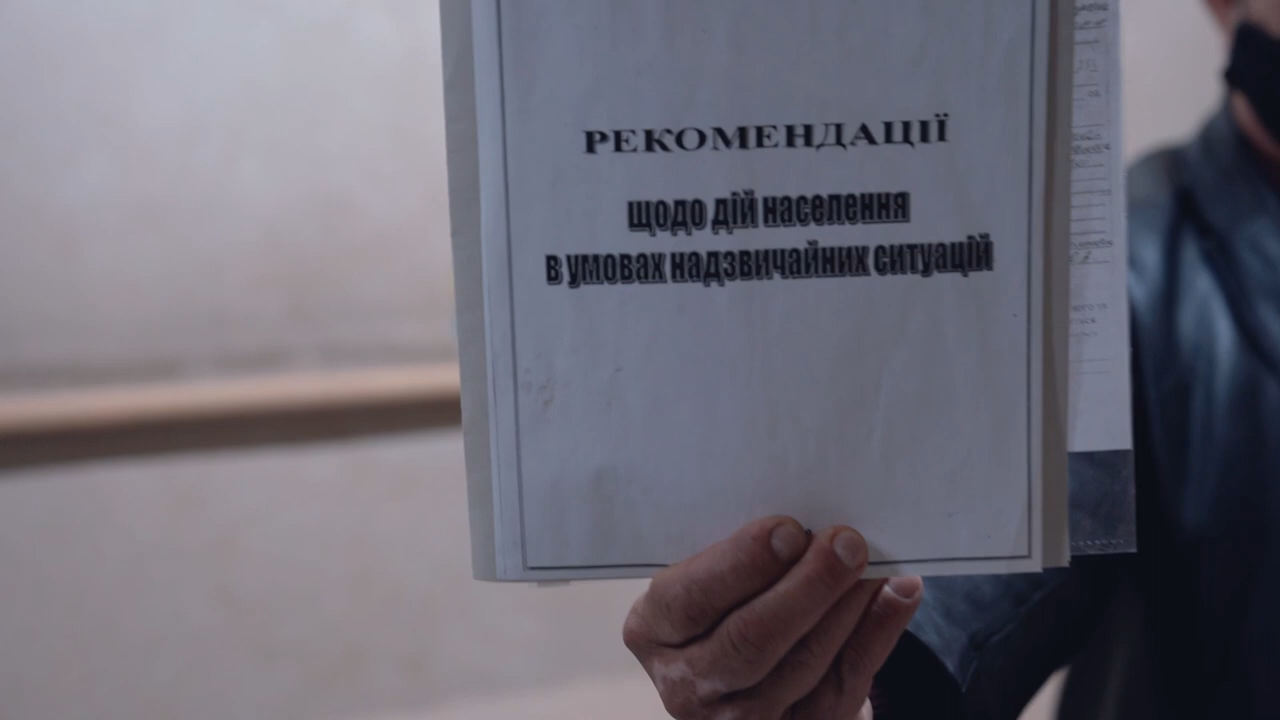 РЕКОМЕНДАЦІЇ
щодо дій населення
в умовах надзвичайних ситуацій